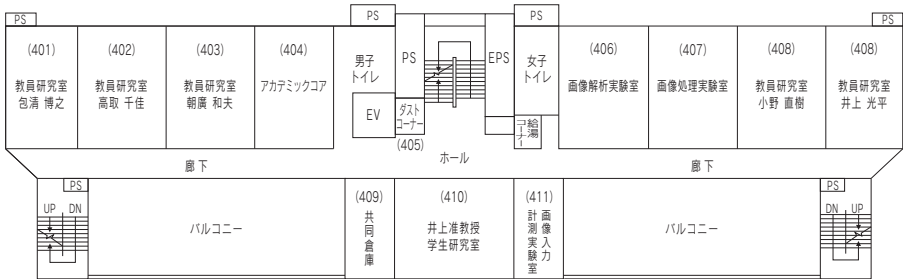 PS
PS
PS
PS
(401)
教員研究室
包清 博之
(402)
教員研究室
高取 千佳
(403)
教員研究室
朝廣 和夫
(404)
アカデミックコア
男子
トイレ
EV
PS
ダスト
コーナー
(405)
EPS
女子
トイレ
給湯
コーナー
(406)
画像解析実験室
(407)
画像処理実験室
(408)
教員研究室
小野 直樹
(408)
教員研究室
井上 光平
廊下
ホール
廊下
PS
UP DN
バルコニー
(409)
共同倉庫
(410)
井上准教授
学生研究室
(411)
画像入力
計測実験室
バルコニー
PS
DN UP